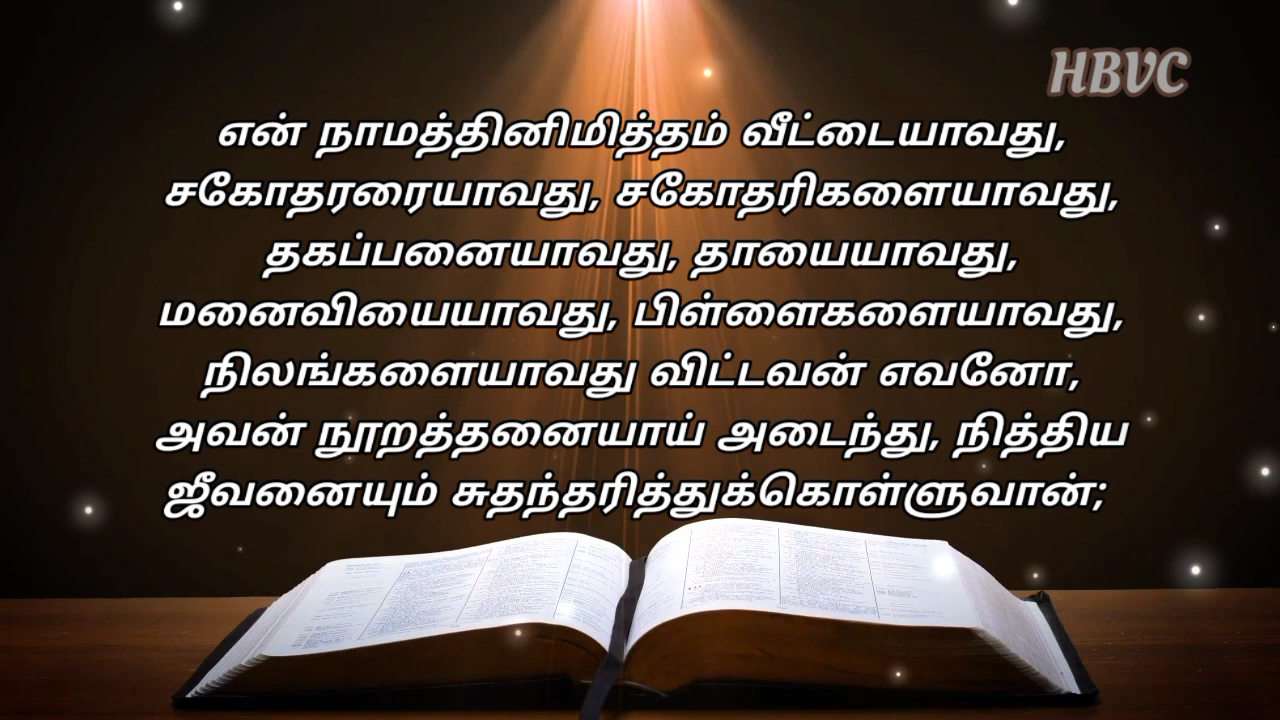 HBVC
என் நாமத்தினிமித்தம் வீட்டையாவது,
சகோதரரையாவது, சகோதரிகளையாவது,
தகப்பனையாவது, தாயையாவது,
மனைவியையாவது, பிள்ளைகளையாவது,
நிலங்களையாவது விட்டவன் எவனோ,
அவன் நூறத்தனையாய் அடைந்து, நித்திய
ஜீவனையும் சுதந்தரித்துக்கொள்ளுவான்;